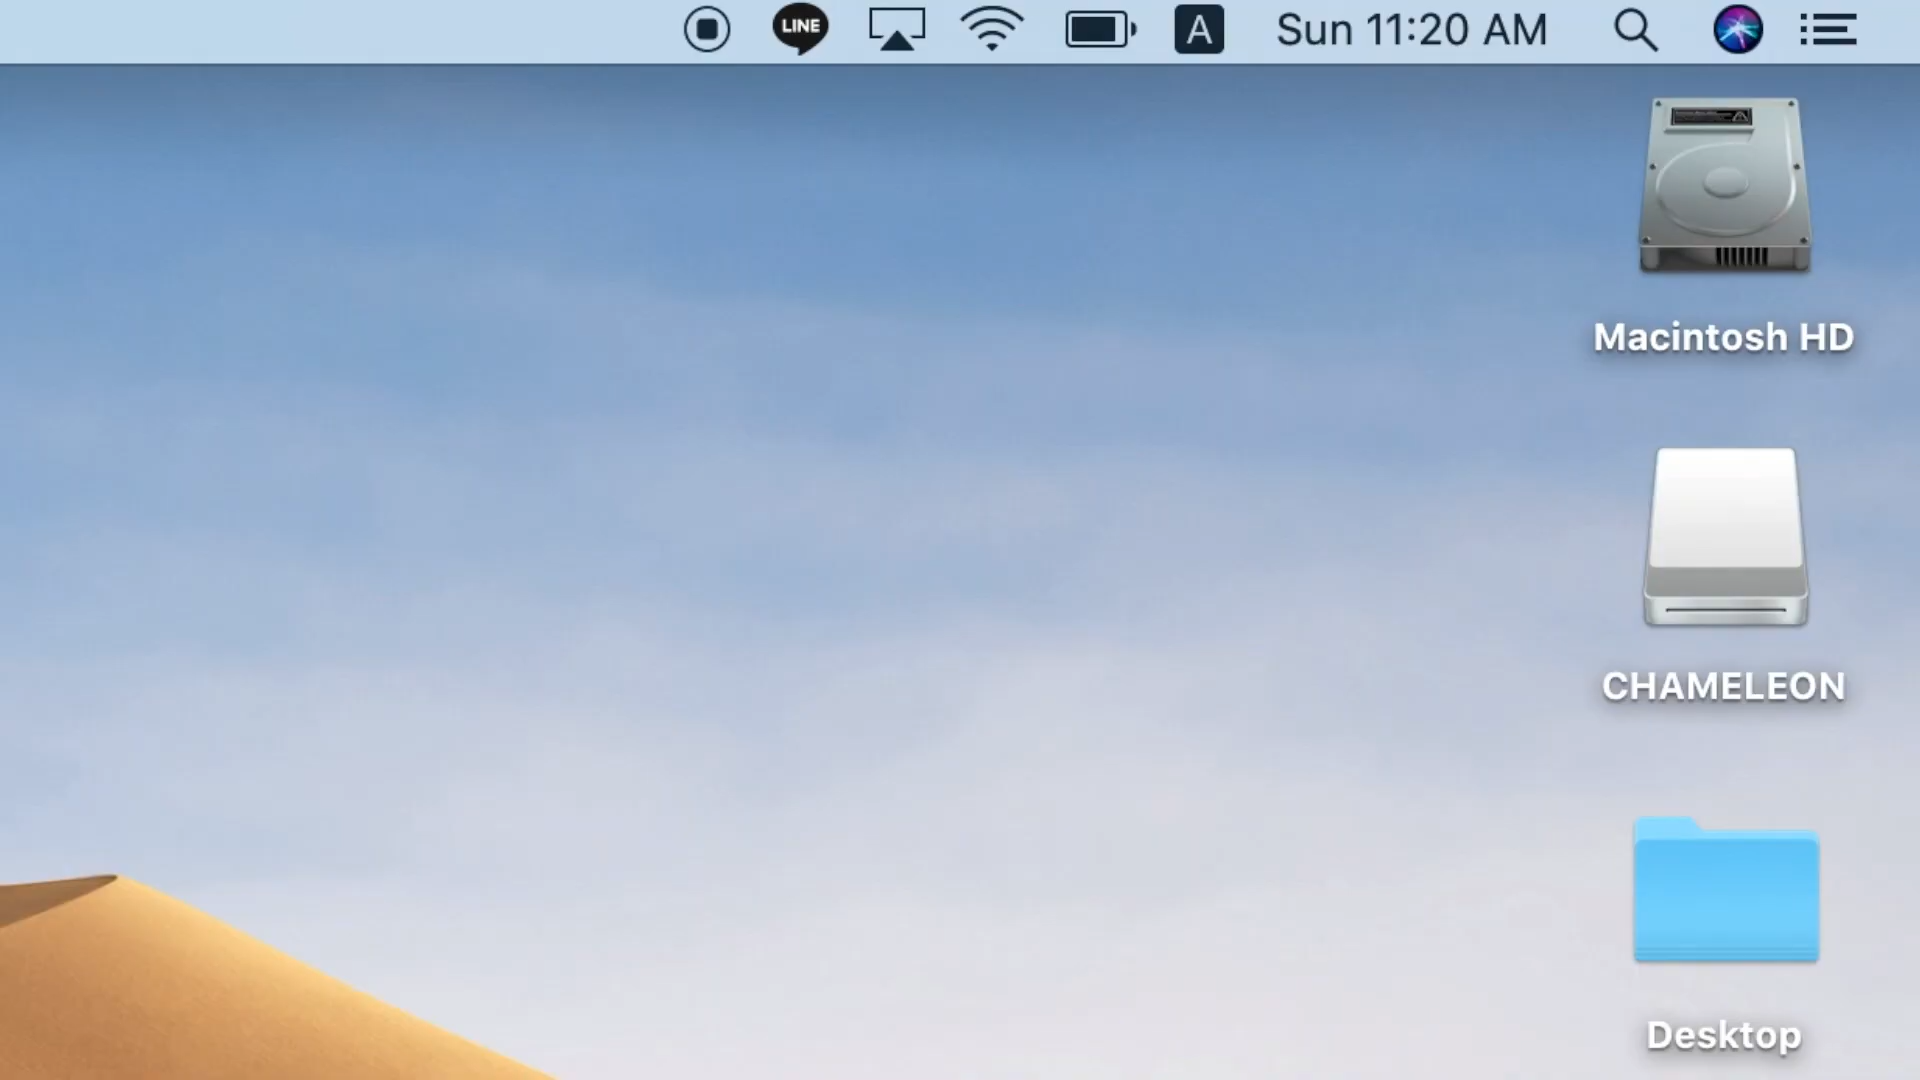 LINE
A
Sun 11:20 AM
Macintosh HD
CHAMELEON
Desktop